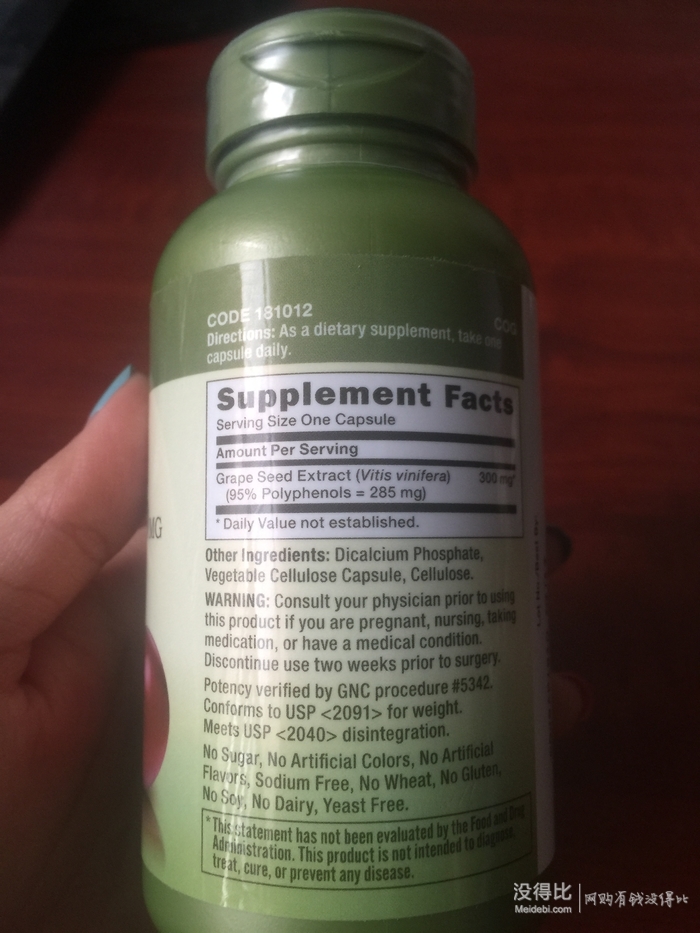 CODE 181012
COG
Directions: As a dietary supplement, take one
capsule daily.
Supplement Facts
Serving Size One Capsule
Amount Per Serving
Grape Seed Extract (Vitis vinifera) 300 mg*
(95% Polyphenols = 285 mg)
* Daily Value not established.
MG
Other Ingredients: Dicalcium Phosphate,
Vegetable Cellulose Capsule, Cellulose.
WARNING: Consult your physician prior to using
this product if you are pregnant, nursing, taking
medication, or have a medical condition.
Discontinue use two weeks prior to surgery.
Potency verified by GNC procedure #5342.
Conforms to USP <2091> for weight.
Meets USP <2040> disintegration.
No Sugar, No Artificial Colors, No Artificial
Flavors, Sodium Free, No Wheat, No Gluten,
No Soy, No Dairy, Yeast Free.
*This statement has not been evaluated by the Food and Drug
Administration. This product is not intended to diagnose,
treat, cure, or prevent any disease.
Lot No./Best By:
没得比 网购有钱没得比
Meidebi.com